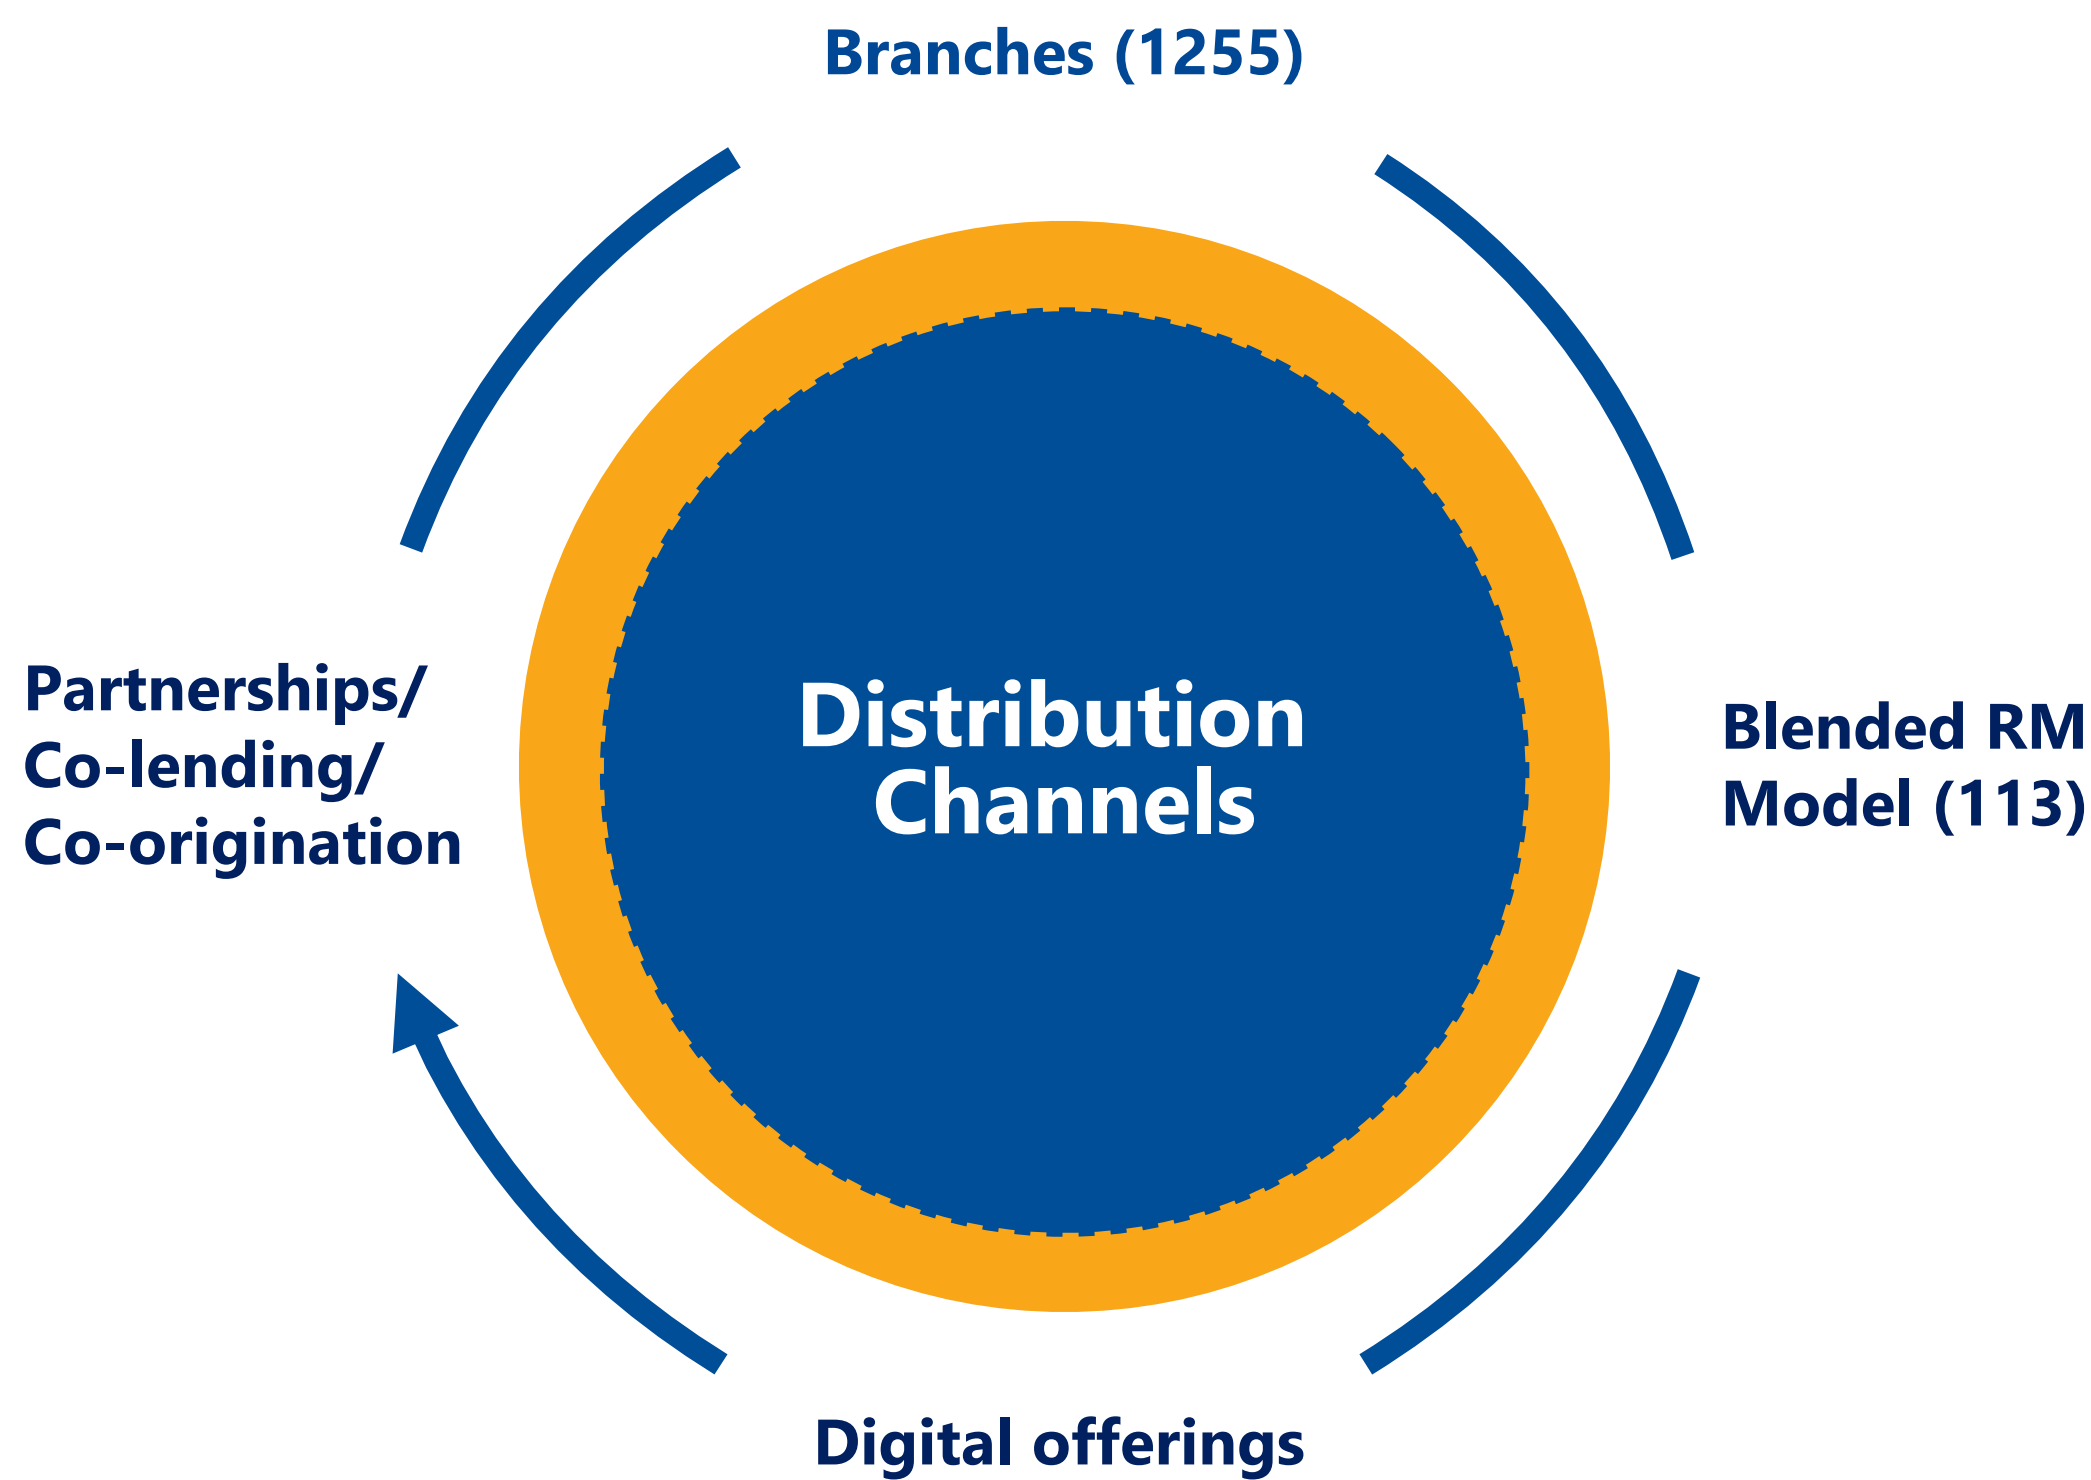 Branches (1255)
Partnerships/
Co-lending/
Co-origination
Distribution
Channels
Blended RM
Model (113)
Digital offerings